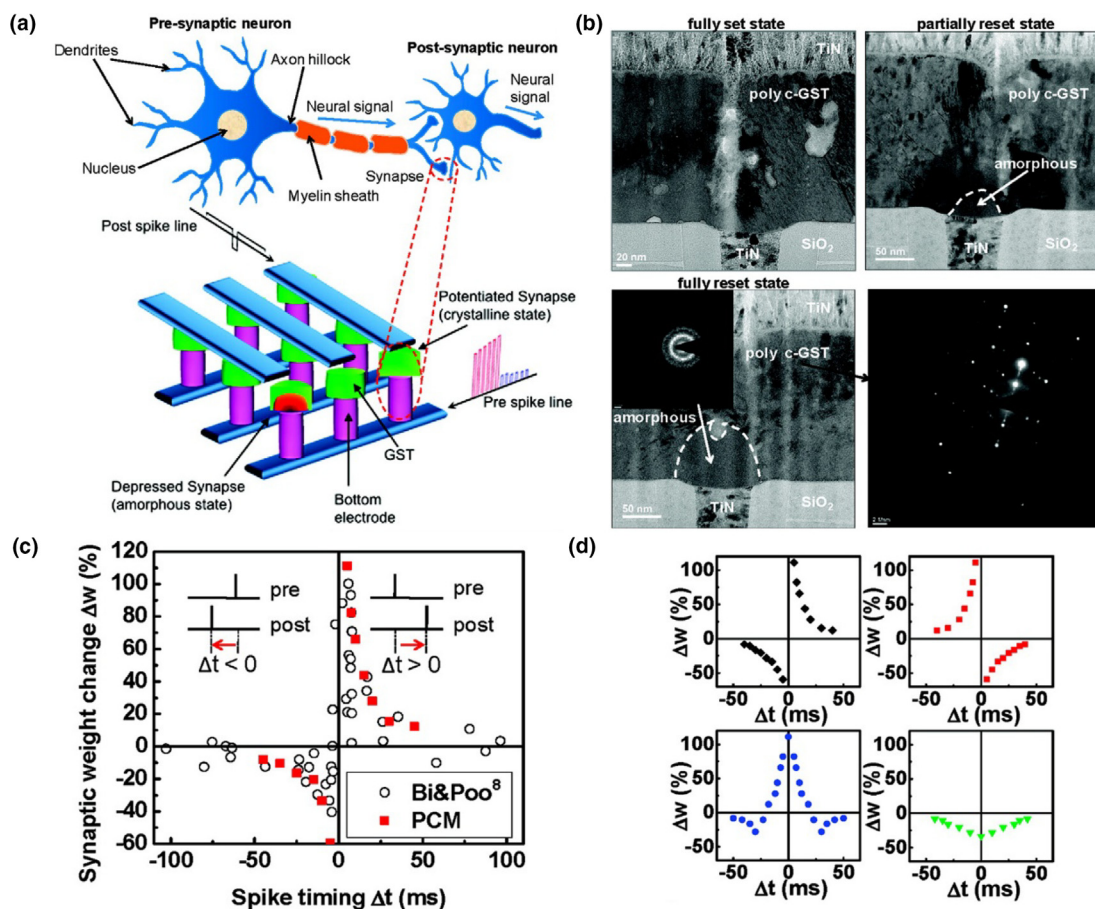 (a)
Pre-synaptic neuron
Dendrites
Axon hillock
Post-synaptic neuron
Neural signal
Neural
signal
Nucleus
Myelin sheath
Synapse
Post spike line
Potentiated Synapse
(crystalline state)
Pre spike line
GST
Depressed Synapse
(amorphous state)
Bottom
electrode
(b)
fully set state
TiN
poly c-GST
20 nm
TiN
SiO2
partially reset state
TiN
poly c-GST
amorphous
50 nm
TiN
SiO2
fully reset state
TiN
poly c-GST
amorphous
50 nm
TiN
SiO2
(c)
Synaptic weight change Δw (%)
120
100
80
60
40
20
0
-20
-40
-60
pre
post
Δt < 0
pre
post
Δt > 0
Bi&Poo8
PCM
-100 -50 0 50 100
Spike timing Δt (ms)
(d)
Δw (%)
100
50
0
-50
-50 0 50
Δt (ms)
Δw (%)
100
50
0
-50
-50 0 50
Δt (ms)
Δw (%)
100
50
0
-50
-50 0 50
Δt (ms)
Δw (%)
100
50
0
-50
-50 0 50
Δt (ms)